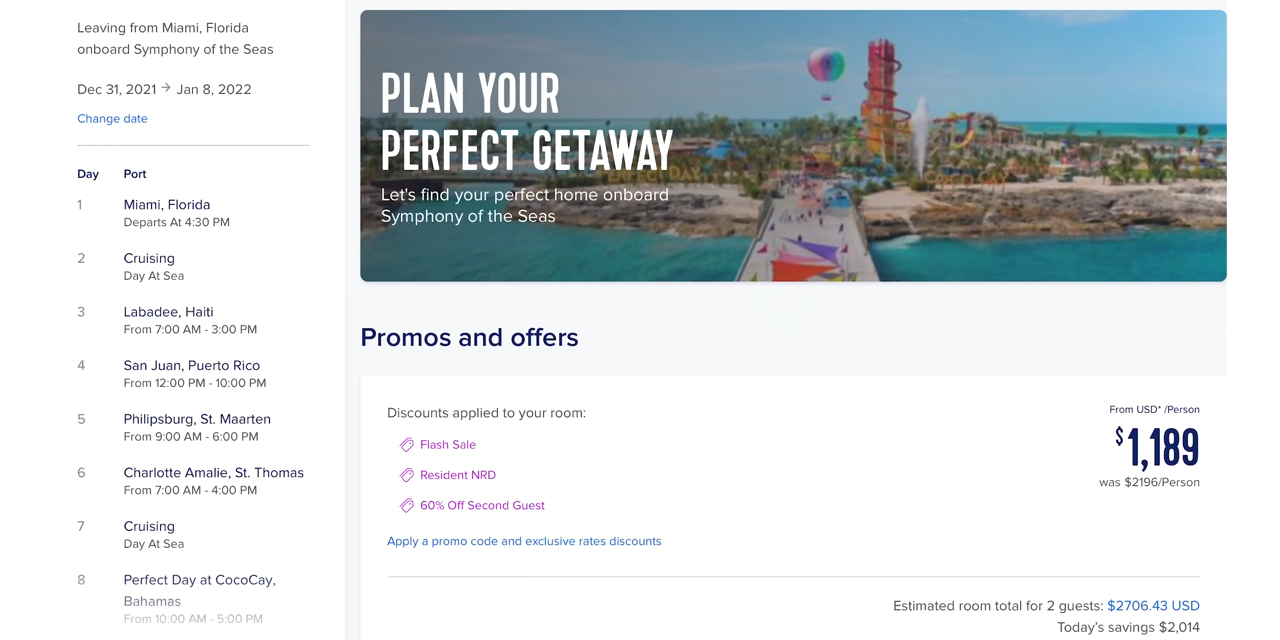 Leaving from Miami, Florida
onboard Symphony of the Seas
Dec 31, 2021 → Jan 8, 2022
Change date
Day Port
1 Miami, Florida
Departs At 4:30 PM
2 Cruising
Day At Sea
3 Labadee, Haiti
From 7:00 AM - 3:00 PM
4 San Juan, Puerto Rico
From 12:00 PM - 10:00 PM
5 Philipsburg, St. Maarten
From 9:00 AM - 6:00 PM
6 Charlotte Amalie, St. Thomas
From 7:00 AM - 4:00 PM
7 Cruising
Day At Sea
8 Perfect Day at CocoCay,
Bahamas
From 10:00 AM - 5:00 PM
PLAN YOUR
PERFECT GETAWAY
Let's find your perfect home onboard
Symphony of the Seas
Promos and offers
Discounts applied to your room:
Flash Sale
Resident NRD
60% Off Second Guest
Apply a promo code and exclusive rates discounts
From USD* /Person
$1,189
was $2196/Person
Estimated room total for 2 guests: $2706.43 USD
Today's savings $2,014